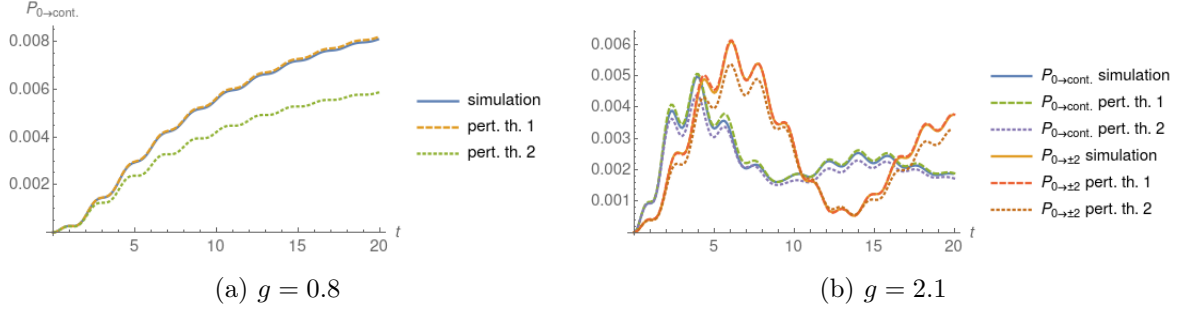 P0→cont.
0.008
0.006
0.004
0.002
5
10
15
20
t
simulation
pert. th. 1
pert. th. 2
(a) g = 0.8
0.006
0.005
0.004
0.003
0.002
0.001
5
10
15
20
t
P0→cont. simulation
P0→cont. pert. th. 1
P0→cont. pert. th. 2
P0→±2 simulation
P0→±2 pert. th. 1
P0→±2 pert. th. 2
(b) g = 2.1